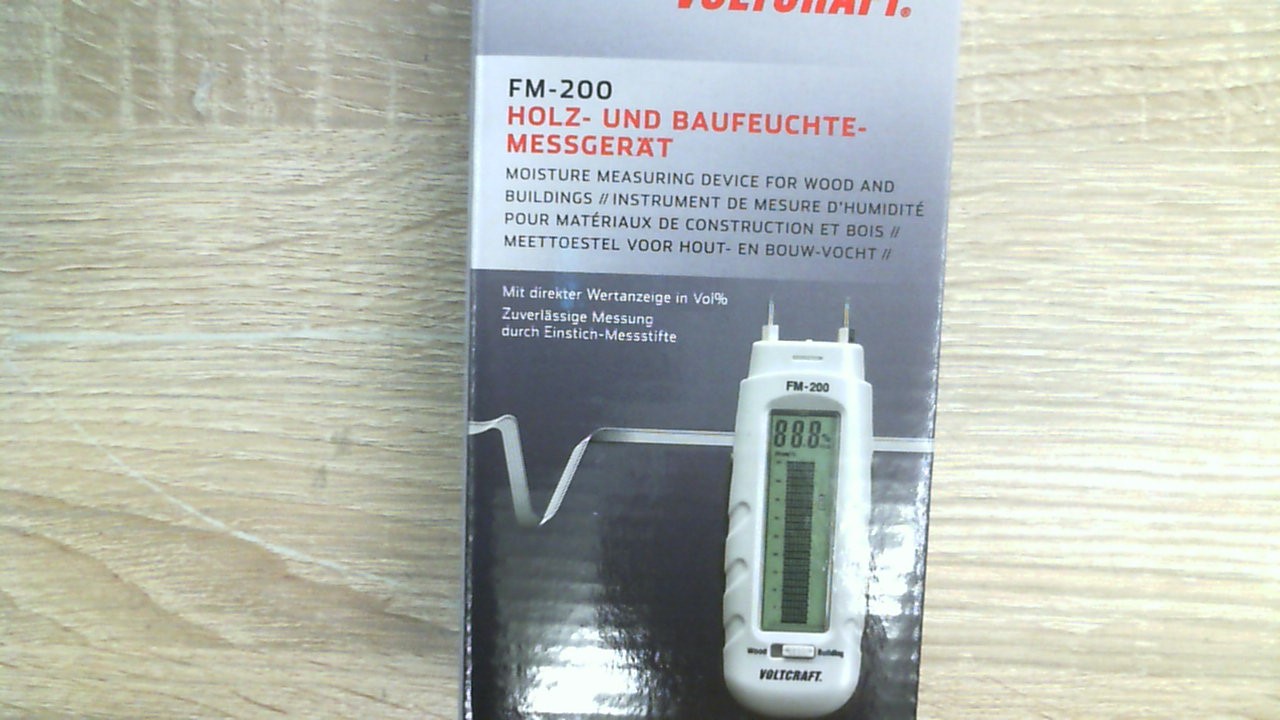 VOLTCRAFT®
FM-200
HOLZ- UND BAUFEUCHTE-
MESSGERÄT
MOISTURE MEASURING DEVICE FOR WOOD AND
BUILDINGS // INSTRUMENT DE MESURE D'HUMIDITÉ
POUR MATÉRIAUX DE CONSTRUCTION ET BOIS //
MEETTOESTEL VOOR HOUT- EN BOUW-VOCHT //
Mit direkter Wertanzeige in Vol%
Zuverlässige Messung
durch Einstich-Messstifte
FM-200
888%
Wood Building
VOLTCRAFT.